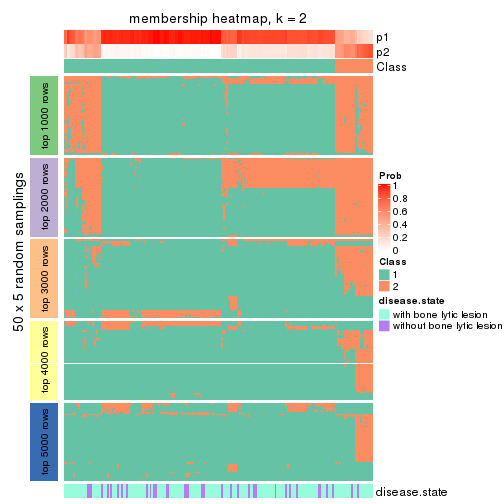 membership heatmap, k = 2
p1
p2
Class
50 x 5 random samplings
top 1000 rows
top 2000 rows
top 3000 rows
top 4000 rows
top 5000 rows
Prob
1
0.8
0.6
0.4
0.2
0
Class
1
2
disease.state
with bone lytic lesion
without bone lytic lesion
disease.state